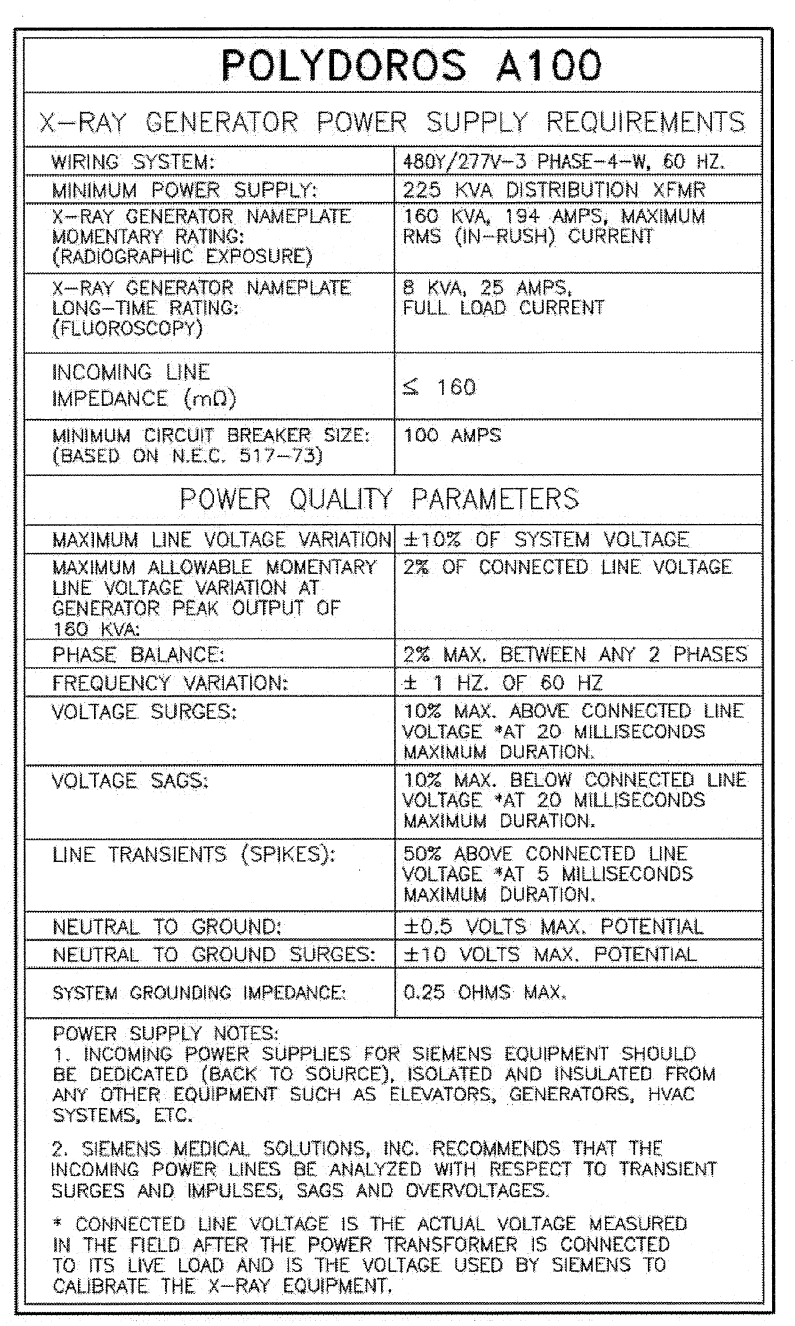 POLYDOROS A100
X-RAY GENERATOR POWER SUPPLY REQUIREMENTS
WIRING SYSTEM: 480Y/277V-3 PHASE-4-W, 60 HZ.
MINIMUM POWER SUPPLY: 225 KVA DISTRIBUTION XFMR
X-RAY GENERATOR NAMEPLATE
MOMENTARY RATING:
(RADIOGRAPHIC EXPOSURE)
160 KVA, 194 AMPS, MAXIMUM
RMS (IN-RUSH) CURRENT
X-RAY GENERATOR NAMEPLATE
LONG-TIME RATING:
(FLUOROSCOPY)
8 KVA, 25 AMPS,
FULL LOAD CURRENT
INCOMING LINE
IMPEDANCE (mΩ)
≤ 160
MINIMUM CIRCUIT BREAKER SIZE:
(BASED ON N.E.C. 517-73)
100 AMPS
POWER QUALITY PARAMETERS
MAXIMUM LINE VOLTAGE VARIATION ±10% OF SYSTEM VOLTAGE
MAXIMUM ALLOWABLE MOMENTARY
LINE VOLTAGE VARIATION AT
GENERATOR PEAK OUTPUT OF
160 KVA:
2% OF CONNECTED LINE VOLTAGE
PHASE BALANCE: 2% MAX. BETWEEN ANY 2 PHASES
FREQUENCY VARIATION: ± 1 HZ. OF 60 HZ
VOLTAGE SURGES:
10% MAX. ABOVE CONNECTED LINE
VOLTAGE *AT 20 MILLISECONDS
MAXIMUM DURATION.
VOLTAGE SAGS:
10% MAX. BELOW CONNECTED LINE
VOLTAGE *AT 20 MILLISECONDS
MAXIMUM DURATION.
LINE TRANSIENTS (SPIKES):
50% ABOVE CONNECTED LINE
VOLTAGE *AT 5 MILLISECONDS
MAXIMUM DURATION.
NEUTRAL TO GROUND: ±0.5 VOLTS MAX. POTENTIAL
NEUTRAL TO GROUND SURGES: ±10 VOLTS MAX. POTENTIAL
SYSTEM GROUNDING IMPEDANCE: 0.25 OHMS MAX.
POWER SUPPLY NOTES:
1. INCOMING POWER SUPPLIES FOR SIEMENS EQUIPMENT SHOULD
BE DEDICATED (BACK TO SOURCE), ISOLATED AND INSULATED FROM
ANY OTHER EQUIPMENT SUCH AS ELEVATORS, GENERATORS, HVAC
SYSTEMS, ETC.
2. SIEMENS MEDICAL SOLUTIONS, INC. RECOMMENDS THAT THE
INCOMING POWER LINES BE ANALYZED WITH RESPECT TO TRANSIENT
SURGES AND IMPULSES, SAGS AND OVERVOLTAGES.
* CONNECTED LINE VOLTAGE IS THE ACTUAL VOLTAGE MEASURED
IN THE FIELD AFTER THE POWER TRANSFORMER IS CONNECTED
TO ITS LIVE LOAD AND IS THE VOLTAGE USED BY SIEMENS TO
CALIBRATE THE X-RAY EQUIPMENT.